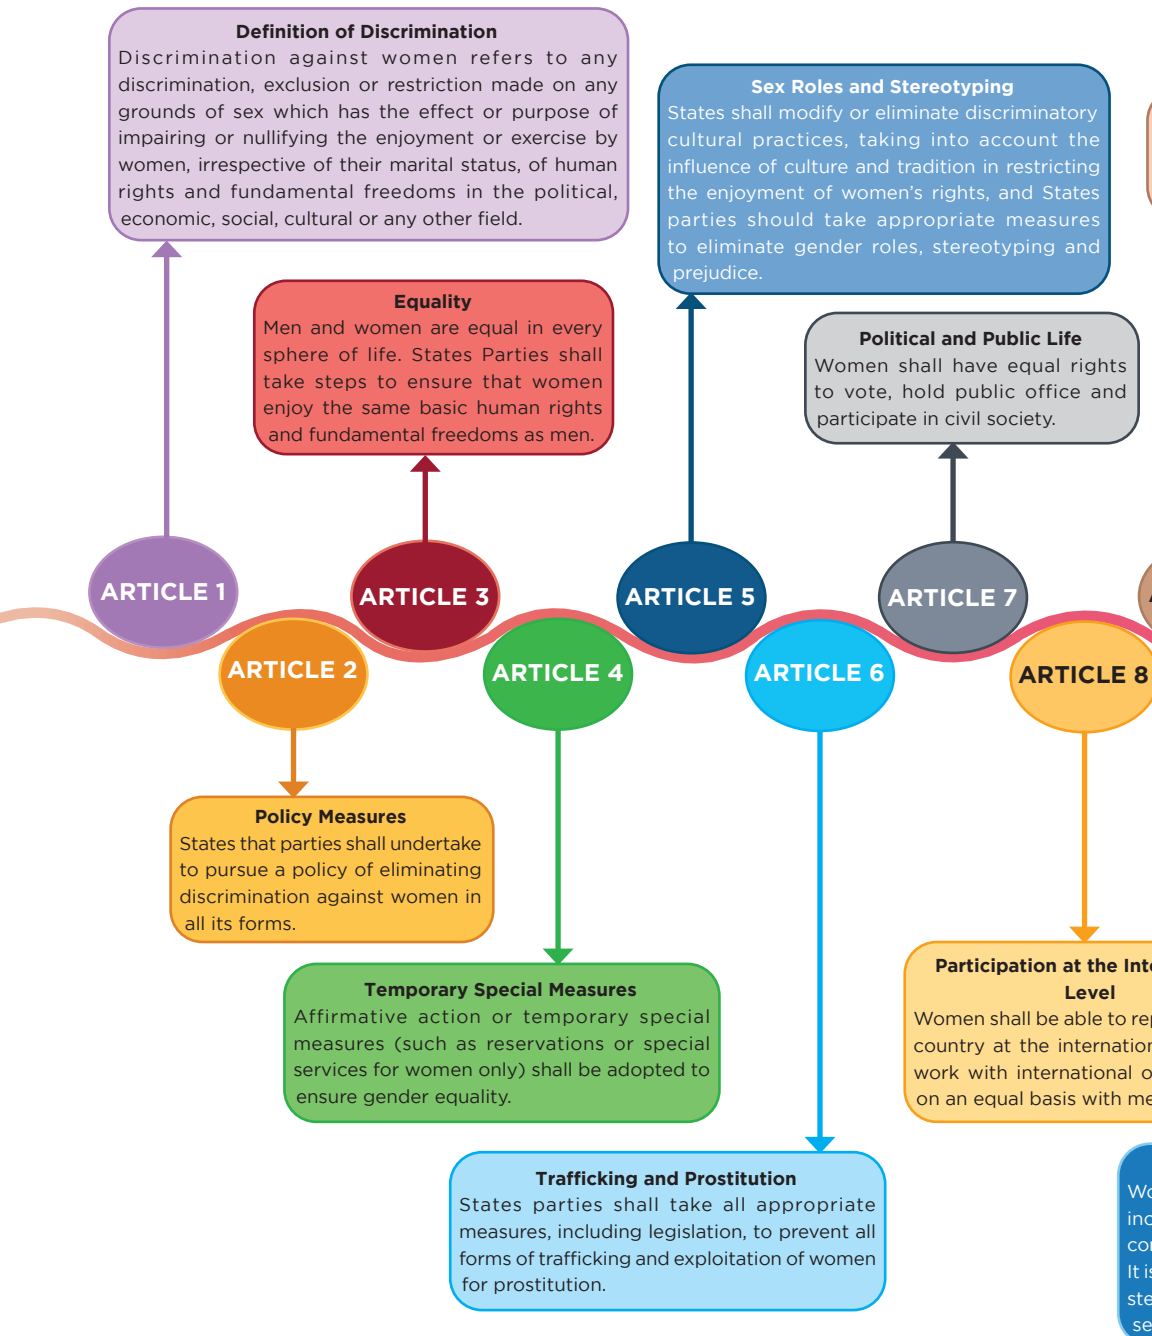 Definition of Discrimination
Discrimination against women refers to any
discrimination, exclusion or restriction made on any
grounds of sex which has the effect or purpose of
impairing or nullifying the enjoyment or exercise by
women, irrespective of their marital status, of human
rights and fundamental freedoms in the political,
economic, social, cultural or any other field.
Sex Roles and Stereotyping
States shall modify or eliminate discriminatory
cultural practices, taking into account the
influence of culture and tradition in restricting
the enjoyment of women’s rights, and States
parties should take appropriate measures
to eliminate gender roles, stereotyping and
prejudice.
Equality
Men and women are equal in every
sphere of life. States Parties shall
take steps to ensure that women
enjoy the same basic human rights
and fundamental freedoms as men.
Political and Public Life
Women shall have equal rights
to vote, hold public office and
participate in civil society.
ARTICLE 1
ARTICLE 3
ARTICLE 5
ARTICLE 7
ARTICLE 2
ARTICLE 4
ARTICLE 6
ARTICLE 8
Policy Measures
States that parties shall undertake
to pursue a policy of eliminating
discrimination against women in
all its forms.
Temporary Special Measures
Affirmative action or temporary special
measures (such as reservations or special
services for women only) shall be adopted to
ensure gender equality.
Participation at the
Level
Women shall be able to
country at the
work with international
on an equal basis with
Trafficking and Prostitution
States parties shall take all appropriate
measures, including legislation, to prevent all
forms of trafficking and exploitation of women
for prostitution.
It